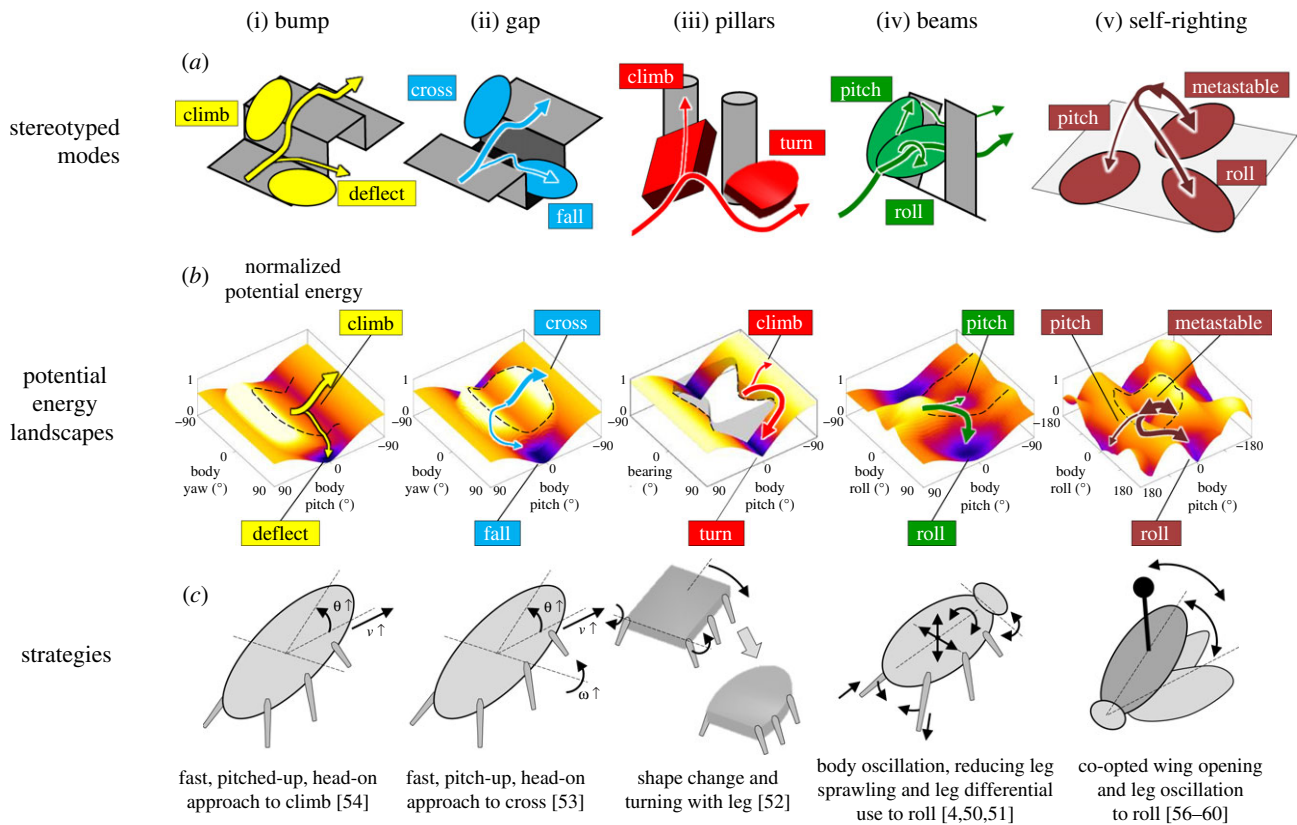 (i) bump
(ii) gap
(iii) pillars
(iv) beams
(v) self-righting
(a)
stereotyped
modes
climb
deflect
cross
fall
climb
turn
pitch
roll
pitch
metastable
roll
(b)
normalized
potential energy
potential
energy
landscapes
climb
cross
climb
pitch
pitch
metastable
1
0
−90
0
90
90
0
−90
body
yaw (°)
body
pitch (°)
1
0
−90
0
90
90
0
−90
body
yaw (°)
body
pitch (°)
1
0
−90
0
90
90
0
−90
bearing (°)
body
pitch (°)
1
0
−90
0
90
90
0
−90
body
roll (°)
body
pitch (°)
1
0
−180
0
180
180
0
−180
body
roll (°)
body
pitch (°)
deflect
fall
turn
roll
roll
(c)
strategies
θ ↑
v ↑
θ ↑
v ↑
ω ↑
fast, pitched-up, head-on
approach to climb [54]
fast, pitch-up, head-on
approach to cross [53]
shape change and
turning with leg [52]
body oscillation, reducing leg
sprawling and leg differential
use to roll [4,50,51]
co-opted wing opening
and leg oscillation
to roll [56–60]